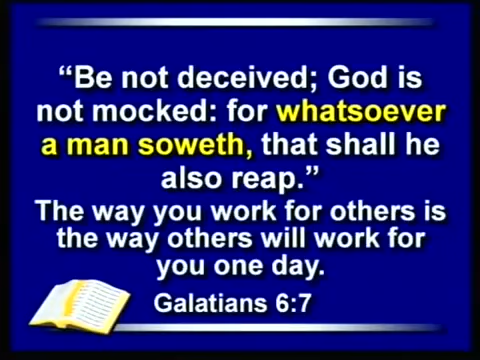 “Be not deceived; God is
not mocked: for whatsoever
a man soweth, that shall he
also reap.”
The way you work for others is
the way others will work for
you one day.
Galatians 6:7